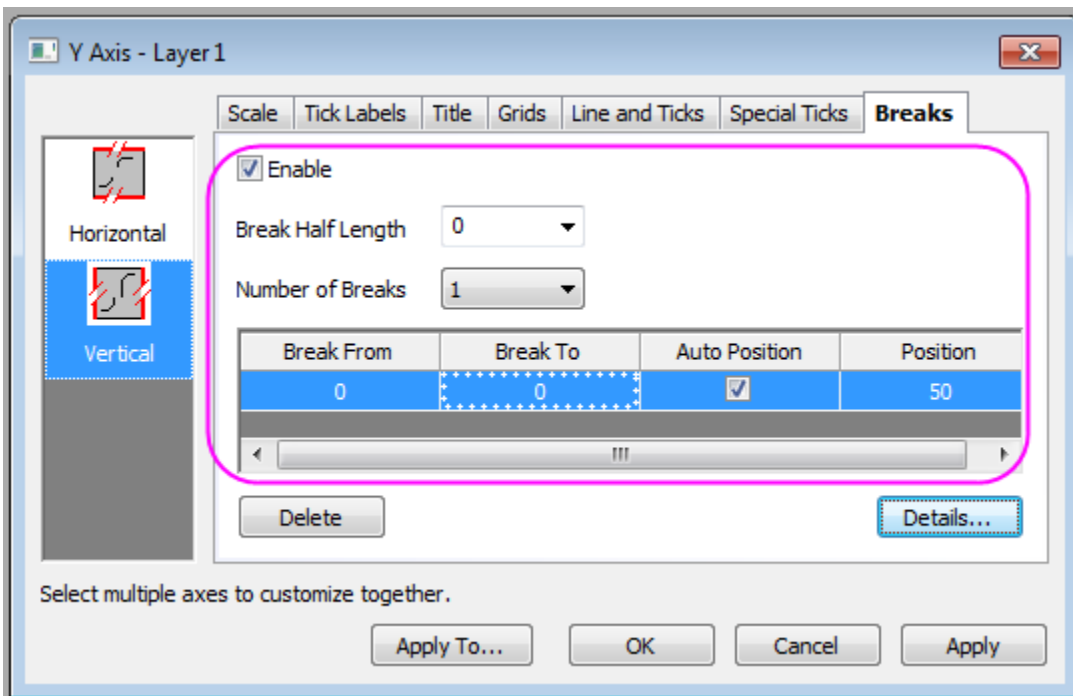 Y Axis - Layer 1
Scale Tick Labels Title Grids Line and Ticks Special Ticks Breaks
Horizontal
Vertical
Enable
Break Half Length 0
Number of Breaks 1
Break From Break To Auto Position Position
0 0 50
Delete Details...
Select multiple axes to customize together.
Apply To... OK Cancel Apply